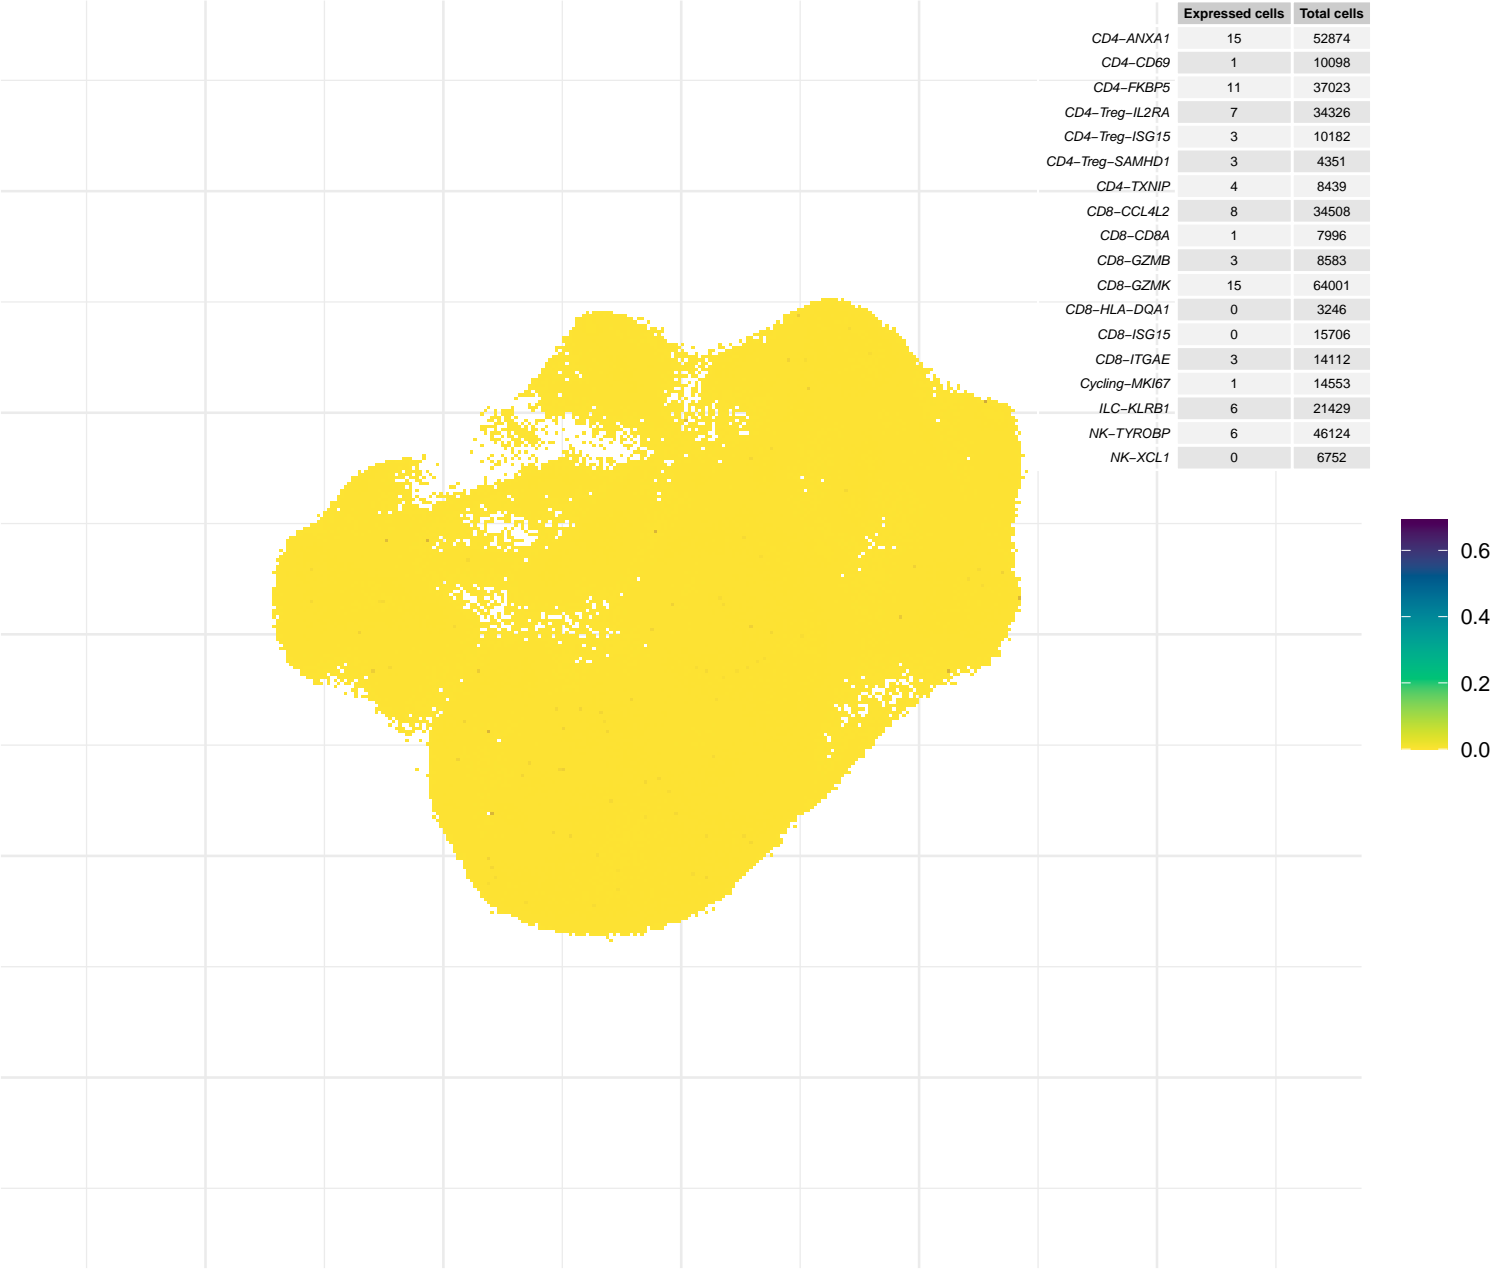 Expressed cells Total cells
CD4−ANXA1 15 52874
CD4−CD69 1 10098
CD4−FKBP5 11 37023
CD4−Treg−IL2RA 7 34326
CD4−Treg−ISG15 3 10182
CD4−Treg−SAMHD1 3 4351
CD4−TXNIP 4 8439
CD8−CCL4L2 8 34508
CD8−CD8A 1 7996
CD8−GZMB 3 8583
CD8−GZMK 15 64001
CD8−HLA−DQA1 0 3246
CD8−ISG15 0 15706
CD8−ITGAE 3 14112
Cycling−MKI67 1 14553
ILC−KLRB1 6 21429
NK−TYROBP 6 46124
NK−XCL1 0 6752
0.6
0.4
0.2
0.0